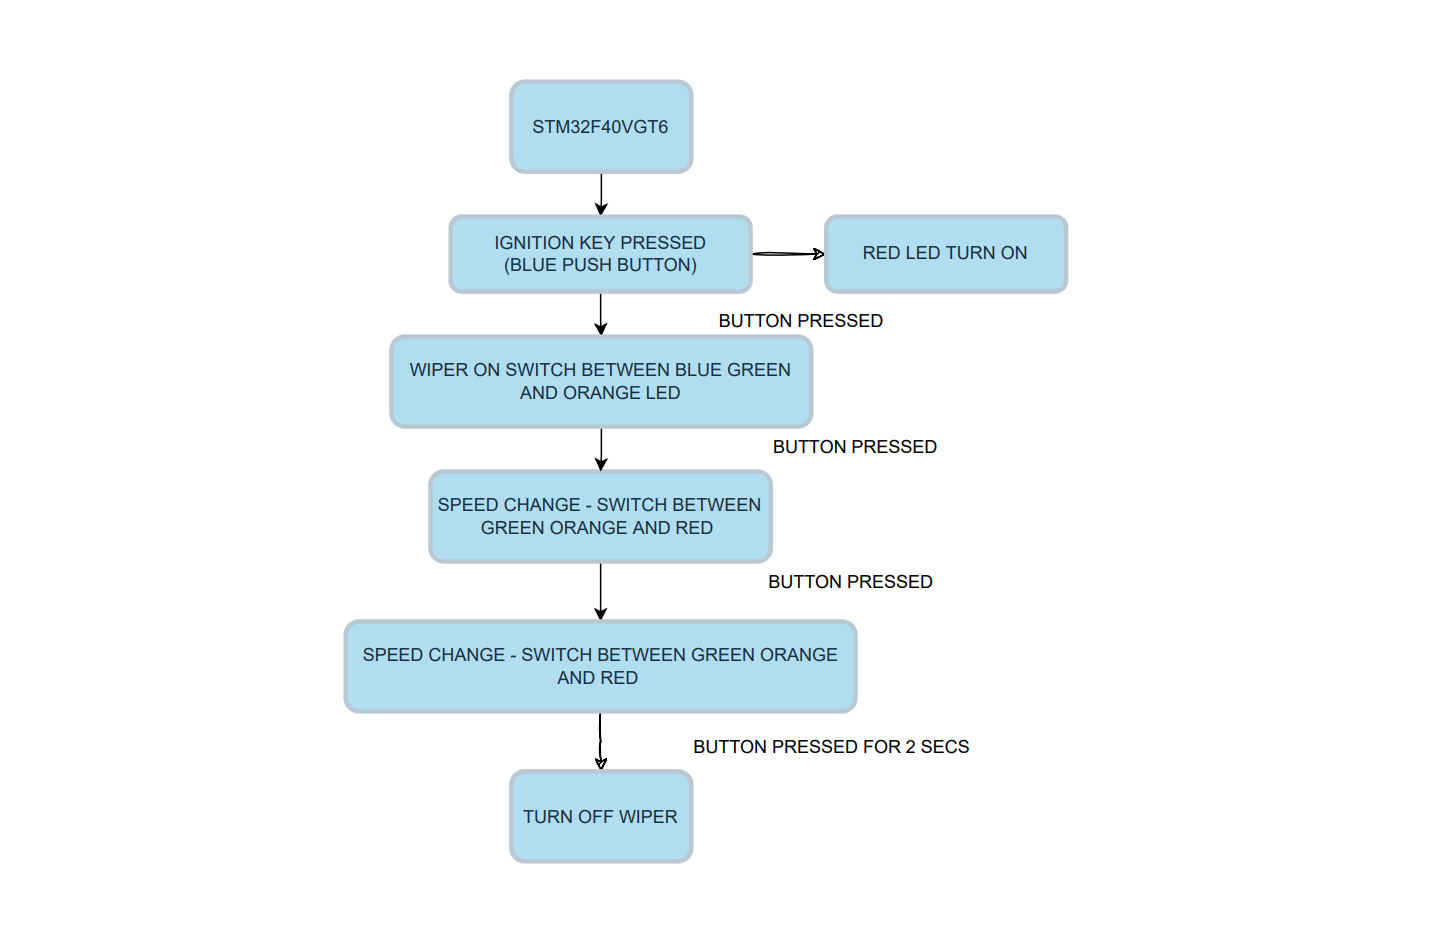 STM32F40VGT6
IGNITION KEY PRESSED
(BLUE PUSH BUTTON)
RED LED TURN ON
BUTTON PRESSED
WIPER ON SWITCH BETWEEN BLUE GREEN
AND ORANGE LED
BUTTON PRESSED
SPEED CHANGE - SWITCH BETWEEN
GREEN ORANGE AND RED
BUTTON PRESSED
SPEED CHANGE - SWITCH BETWEEN GREEN ORANGE
AND RED
BUTTON PRESSED FOR 2 SECS
TURN OFF WIPER